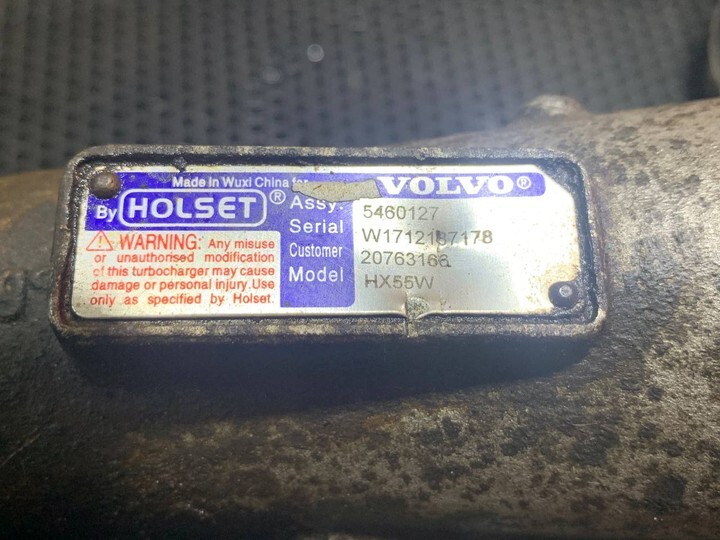 Made in Wuxi China for VOLVO®
By HOLSET®
WARNING: Any misuse
or unauthorised modification
of this turbocharger may cause
damage or personal injury.Use
only as specified by Holset.
Assy. 5460127
Serial W1712187178
Customer 20763166
Model HX55W